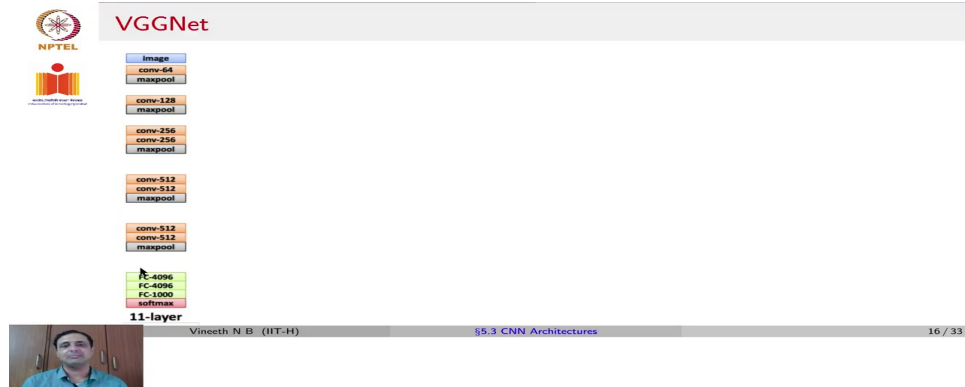 VGGNet
NPTEL
image
conv-64
maxpool
conv-128
maxpool
conv-256
conv-256
maxpool
conv-512
conv-512
maxpool
conv-512
conv-512
maxpool
FC-4096
FC-4096
FC-1000
softmax
11-layer
Vineeth N B (IIT-H)
§5.3 CNN Architectures
16 / 33